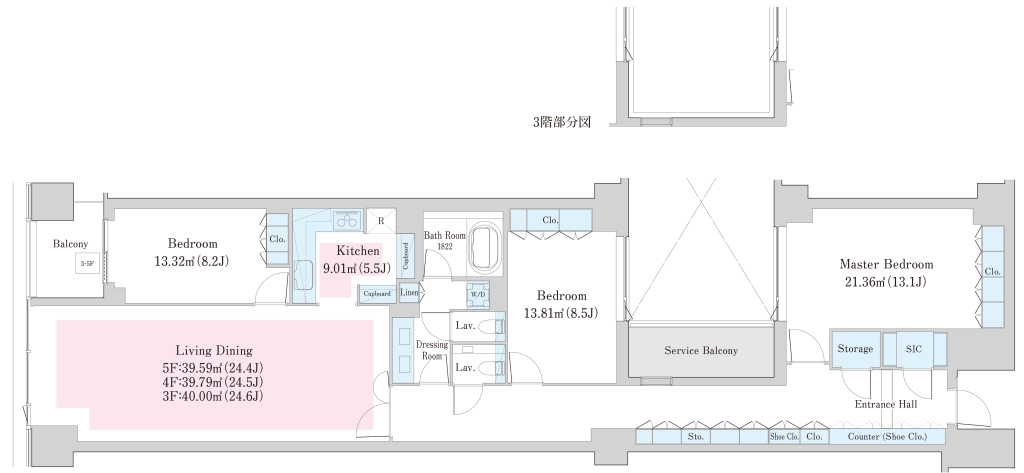 3階部分図
Balcony
3-5F
Bedroom
13.32㎡(8.2J)
Clo.
Kitchen
9.01㎡(5.5J)
R
Cupboard
Cupboard
Linen
Bath Room
1822
W/D
Clo.
Bedroom
13.81㎡(8.5J)
Lav.
Lav.
Dressing
Room
Living Dining
5F:39.59㎡(24.4J)
4F:39.79㎡(24.5J)
3F:40.00㎡(24.6J)
Service Balcony
Master Bedroom
21.36㎡(13.1J)
Clo.
Storage
SIC
Entrance Hall
Sto.
Shoe Clo.
Clo.
Counter (Shoe Clo.)